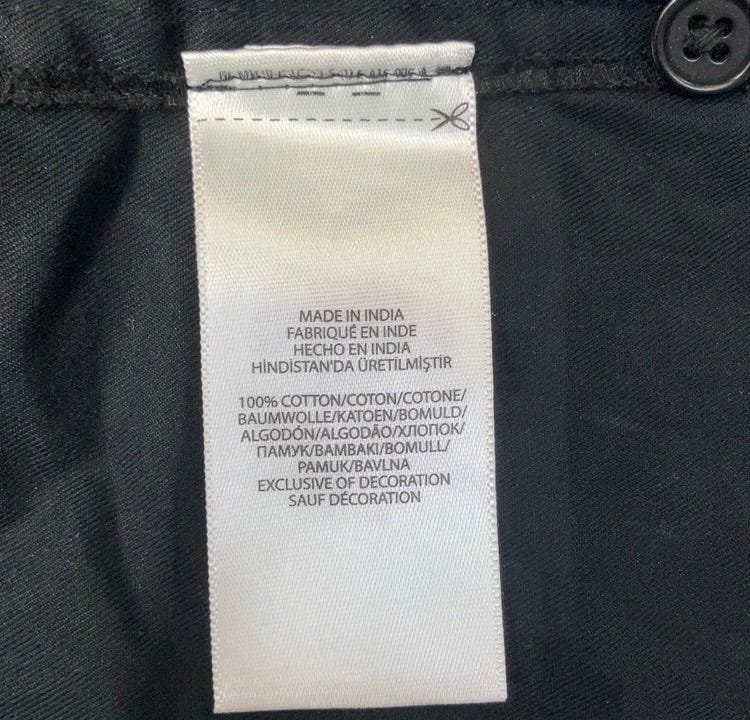 MADE IN INDIA
FABRIQUÉ EN INDE
HECHO EN INDIA
HİNDİSTAN'DA ÜRETİLMİŞTİR
100% COTTON/COTON/COTONE/
BAUMWOLLE/KATOEN/BOMULD/
ALGODÓN/ALGODÃO/ХЛОПОК/
ПАМУК/BAMBAKI/BOMULL/
PAMUK/BAVLNA
EXCLUSIVE OF DECORATION
SAUF DÉCORATION